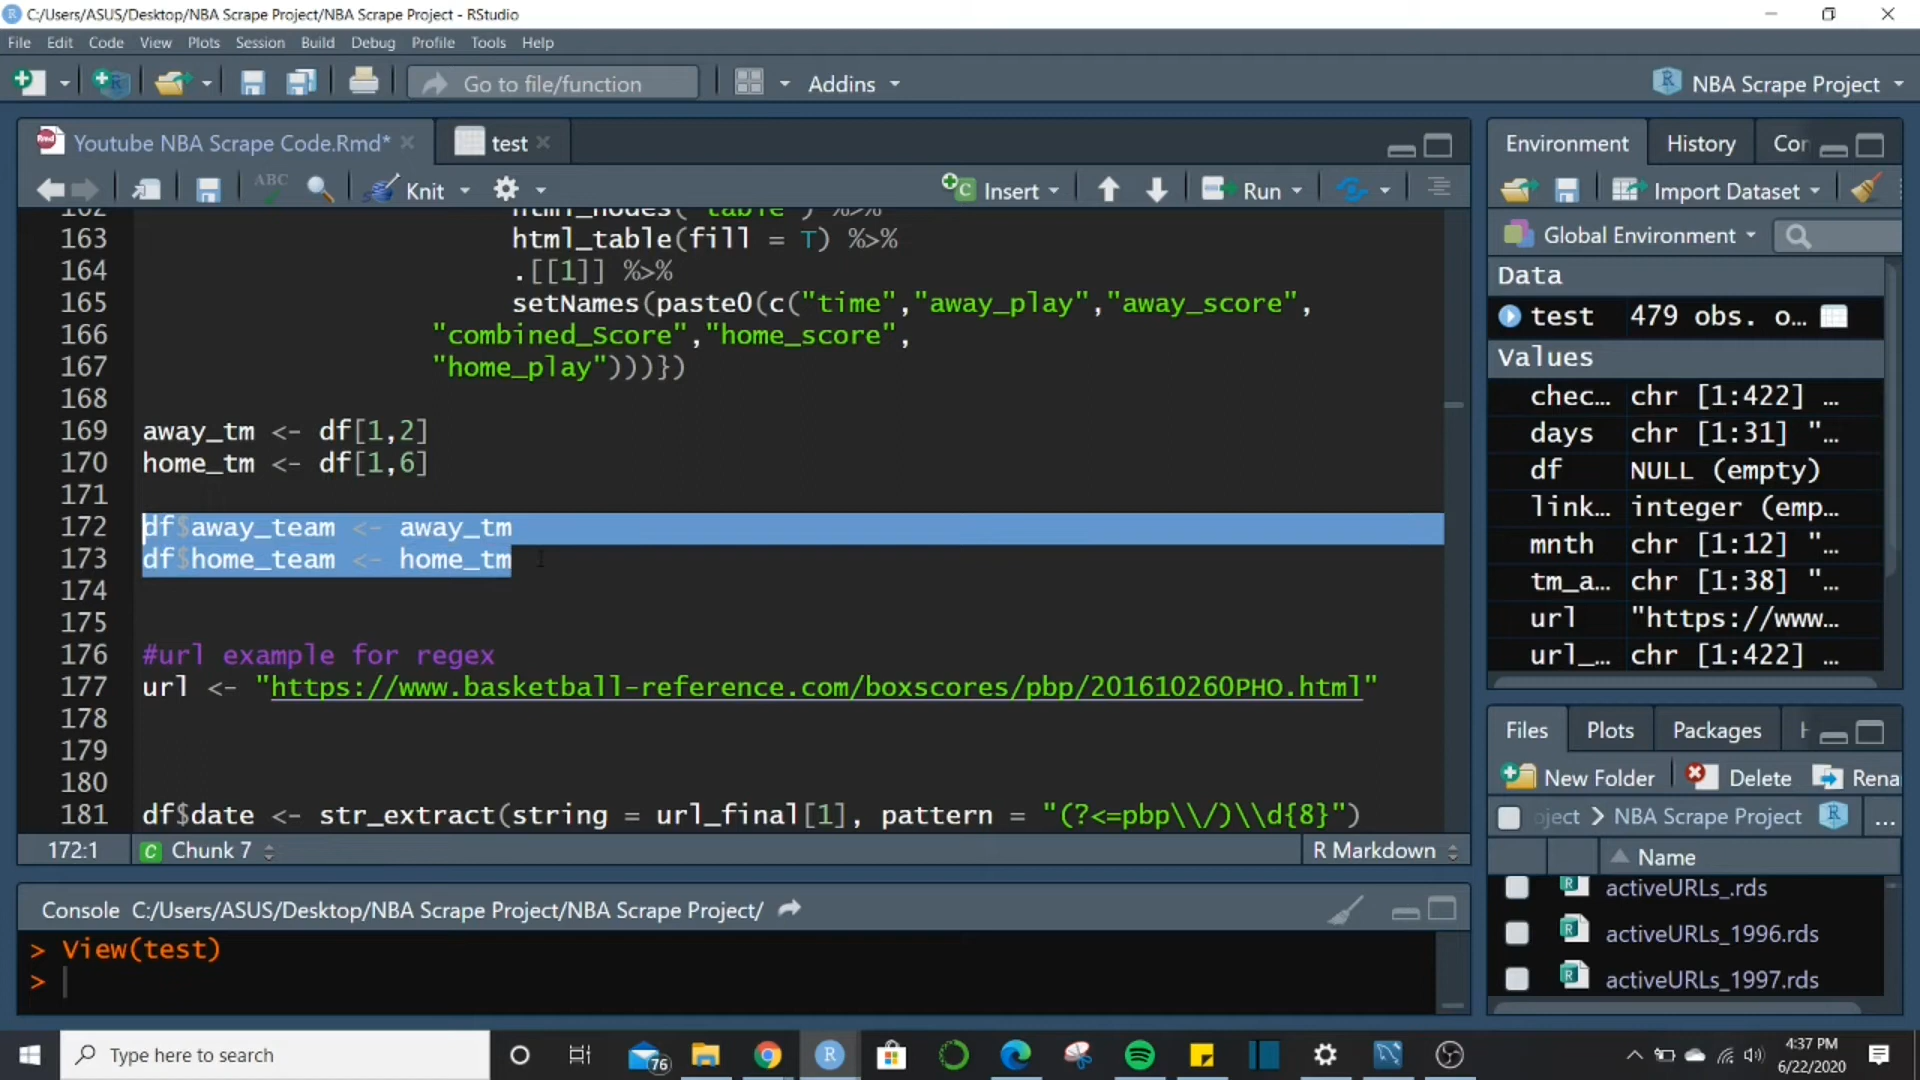 C:/Users/ASUS/Desktop/NBA Scrape Project/NBA Scrape Project - RStudio
File Edit Code View Plots Session Build Debug Profile Tools Help
Go to file/function Addins NBA Scrape Project
Youtube NBA Scrape Code.Rmd* test
ABC Knit Insert Run
162 html_nodes("table") %>%
163 html_table(fill = T) %>%
164 .[[1]] %>%
165 setNames(paste0(c("time","away_play","away_score",
166 "combined_Score","home_score",
167 "home_play")))})
168
169 away_tm <- df[1,2]
170 home_tm <- df[1,6]
171
172 df$away_team <- away_tm
173 df$home_team <- home_tm
174
175
176 #url example for regex
177 url <- "https://www.basketball-reference.com/boxscores/pbp/201610260PHO.html"
178
179
180
181 df$date <- str_extract(string = url_final[1], pattern = "(?<=pbp\\/)\\d{8}")
172:1 Chunk 7 R Markdown
Console C:/Users/ASUS/Desktop/NBA Scrape Project/NBA Scrape Project/
> View(test)
>
Environment History Cor
Import Dataset
Global Environment
Data
test 479 obs. o…
Values
chec… chr [1:422] …
days chr [1:31] "…
df NULL (empty)
link… integer (emp…
mnth chr [1:12] "…
tm_a… chr [1:38] "…
url "https://www…
url_… chr [1:422] …
Files Plots Packages
New Folder Delete Rena
oject > NBA Scrape Project ...
Name
activeURLs_.rds
activeURLs_1996.rds
activeURLs_1997.rds
Type here to search
76
4:37 PM
6/22/2020